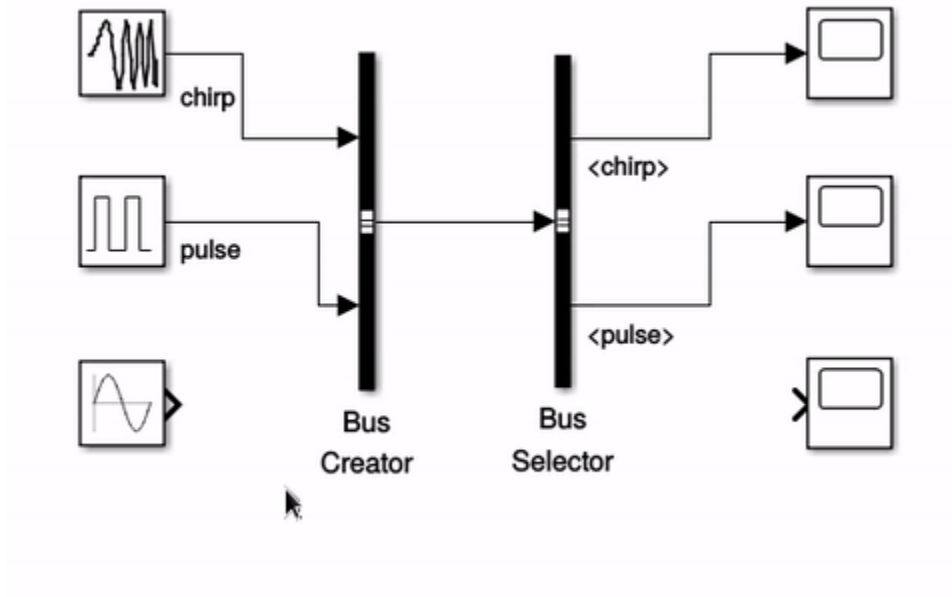 chirp
<chirp>
pulse
<pulse>
Bus
Creator
Bus
Selector